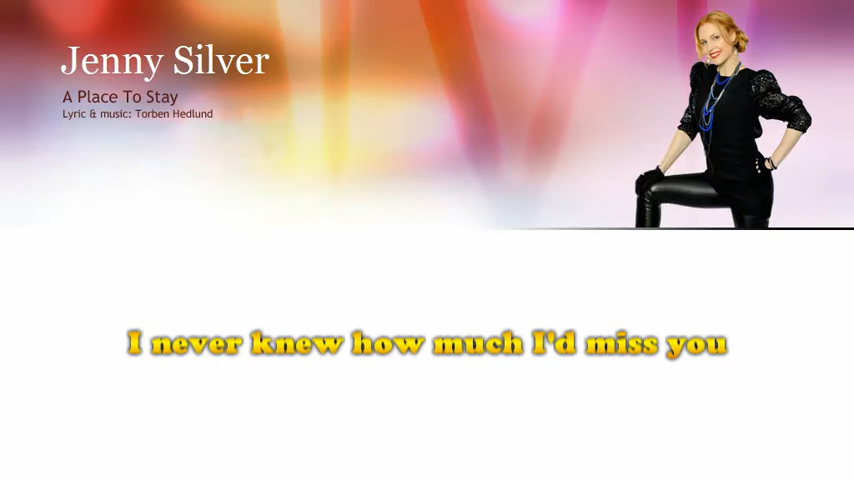 Jenny Silver
A Place To Stay
Lyric & music: Torben Hedlund
I never knew how much I'd miss you